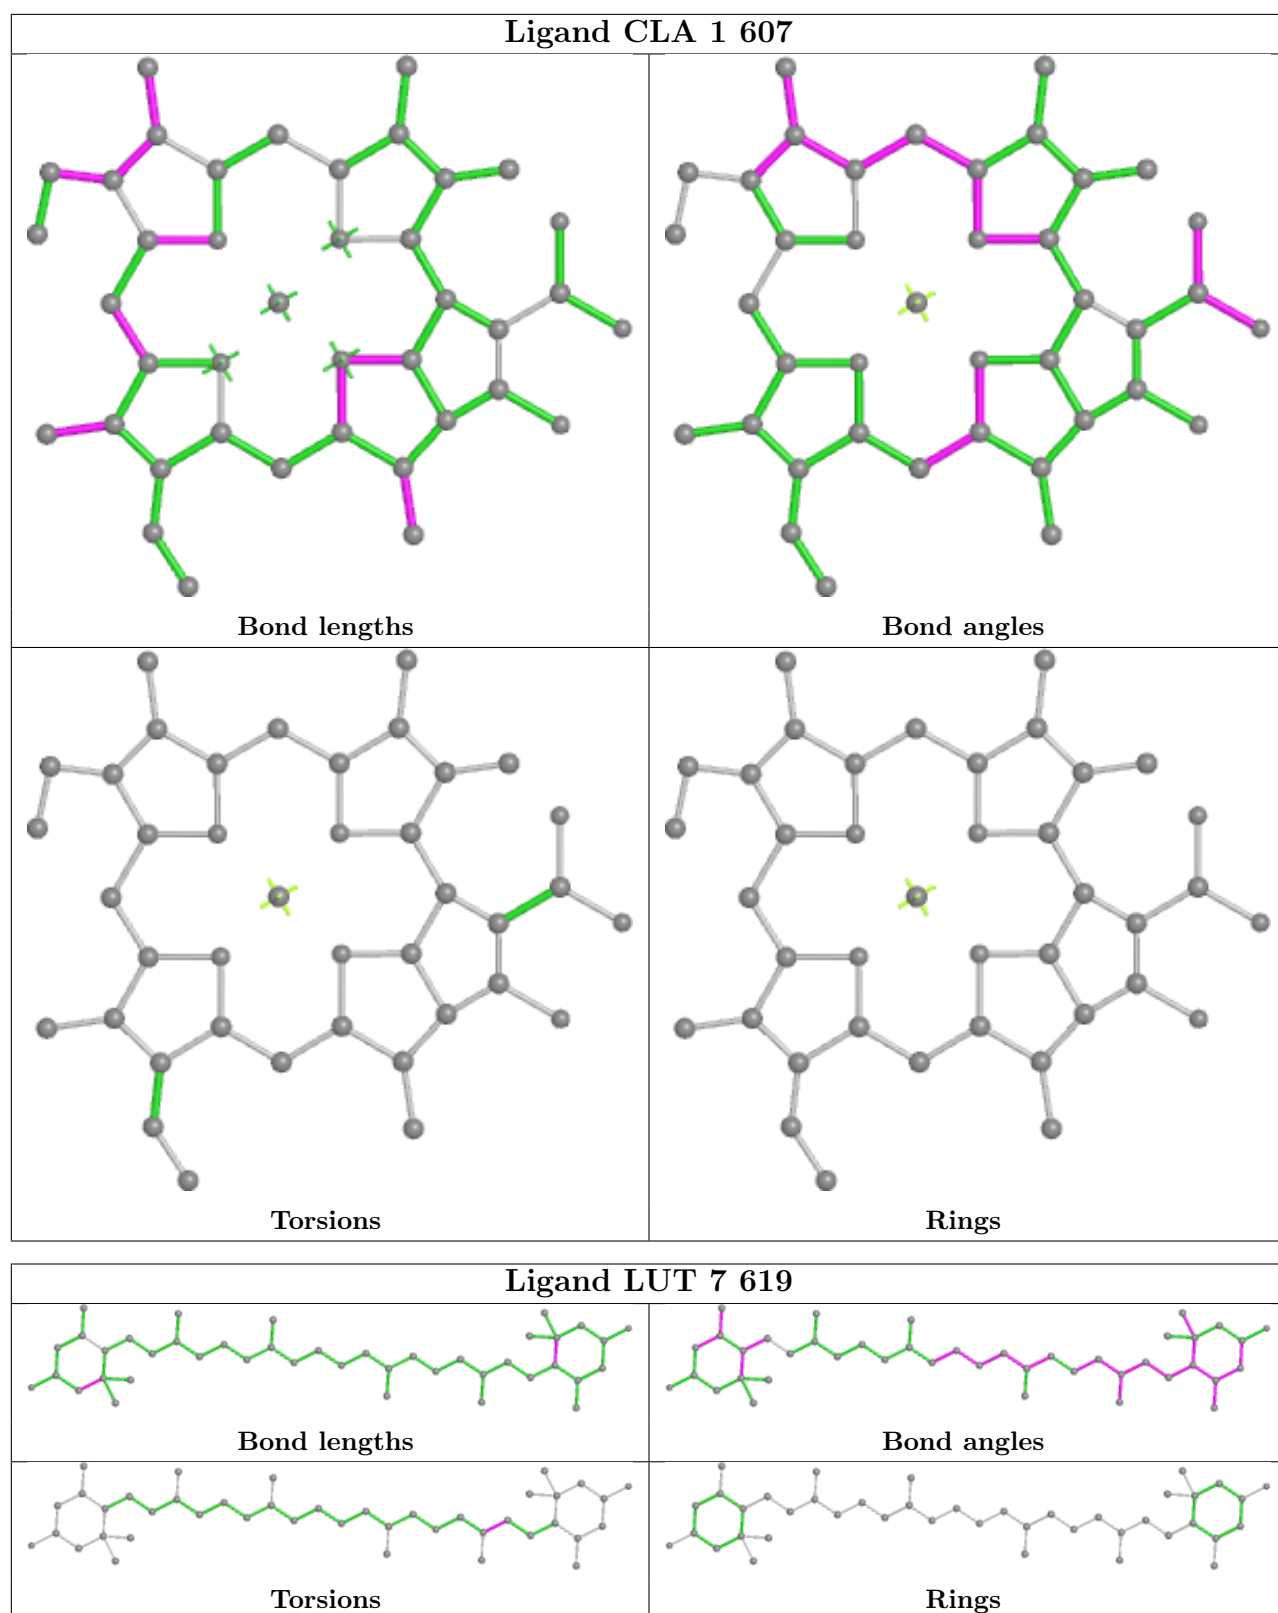 Ligand CLA 1 607
Bond lengths
Bond angles
Torsions
Rings
Ligand LUT 7 619
Bond lengths
Bond angles
Torsions
Rings